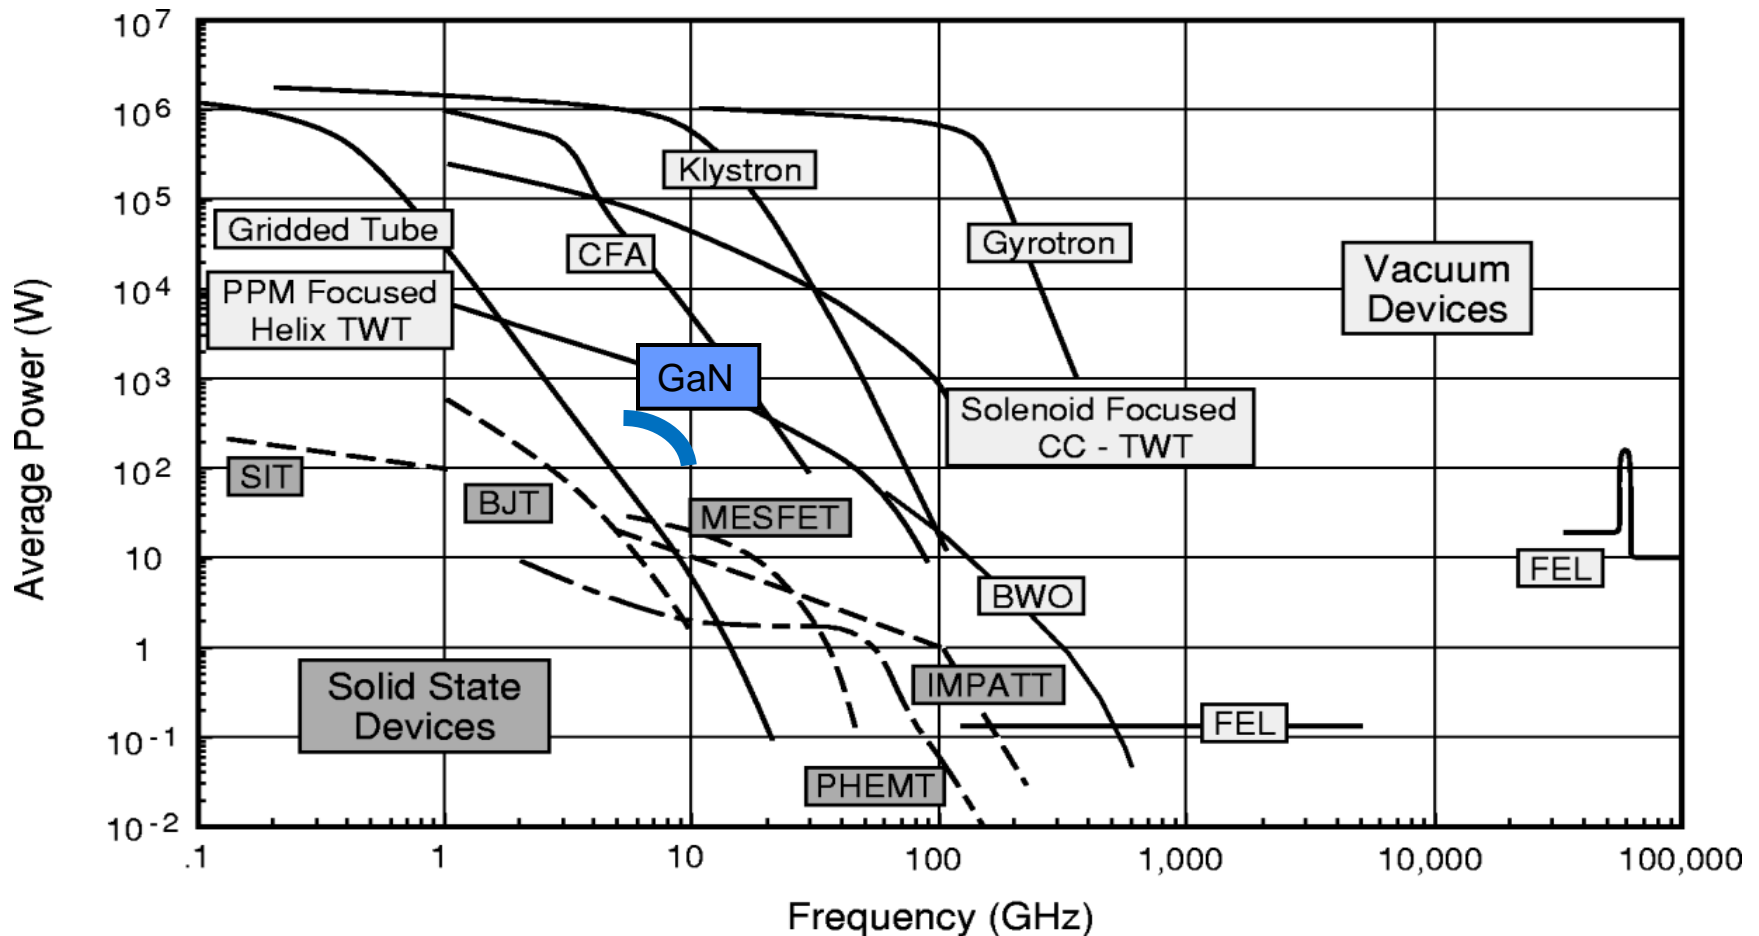 10^7
10^6
10^5
10^4
10^3
10^2
10
1
10^-1
10^-2
Average Power (W)
Klystron
Gridded Tube
CFA
Gyrotron
Vacuum
Devices
PPM Focused
Helix TWT
GaN
Solenoid Focused
CC - TWT
SIT
BJT
MESFET
FEL
BWO
Solid State
Devices
IMPATT
FEL
PHEMT
.1
1
10
100
1,000
10,000
100,000
Frequency (GHz)